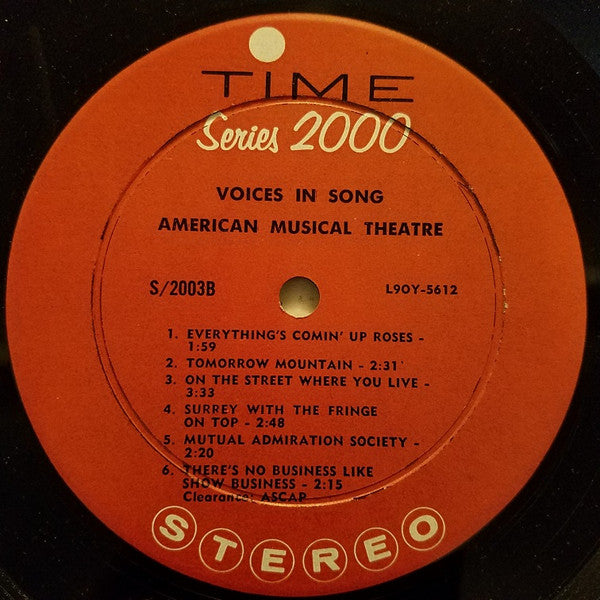 TIME
Series 2000
VOICES IN SONG
AMERICAN MUSICAL THEATRE
S/2003B L9OY-5612
1. EVERYTHING'S COMIN' UP ROSES -
1:59
2. TOMORROW MOUNTAIN - 2:31
3. ON THE STREET WHERE YOU LIVE -
3:33
4. SURREY WITH THE FRINGE
ON TOP - 2:48
5. MUTUAL ADMIRATION SOCIETY -
2:20
6. THERE'S NO BUSINESS LIKE
SHOW BUSINESS - 2:15
Clearance: ASCAP
STEREO